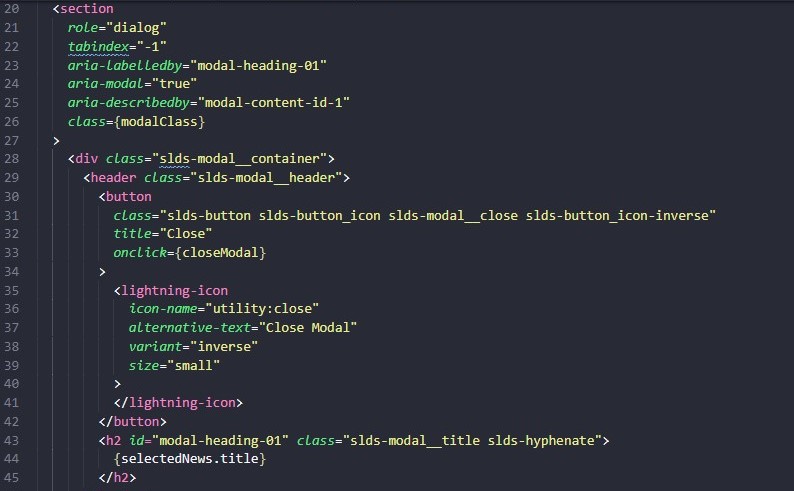 20 <section
21 role="dialog"
22 tabindex="-1"
23 aria-labelledby="modal-heading-01"
24 aria-modal="true"
25 aria-describedby="modal-content-id-1"
26 class={modalClass}
27 >
28 <div class="slds-modal__container">
29 <header class="slds-modal__header">
30 <button
31 class="slds-button slds-button_icon slds-modal__close slds-button_icon-inverse"
32 title="Close"
33 onclick={closeModal}
34 >
35 <lightning-icon
36 icon-name="utility:close"
37 alternative-text="Close Modal"
38 variant="inverse"
39 size="small"
40 >
41 </lightning-icon>
42 </button>
43 <h2 id="modal-heading-01" class="slds-modal__title slds-hyphenate">
44 {selectedNews.title}
45 </h2>